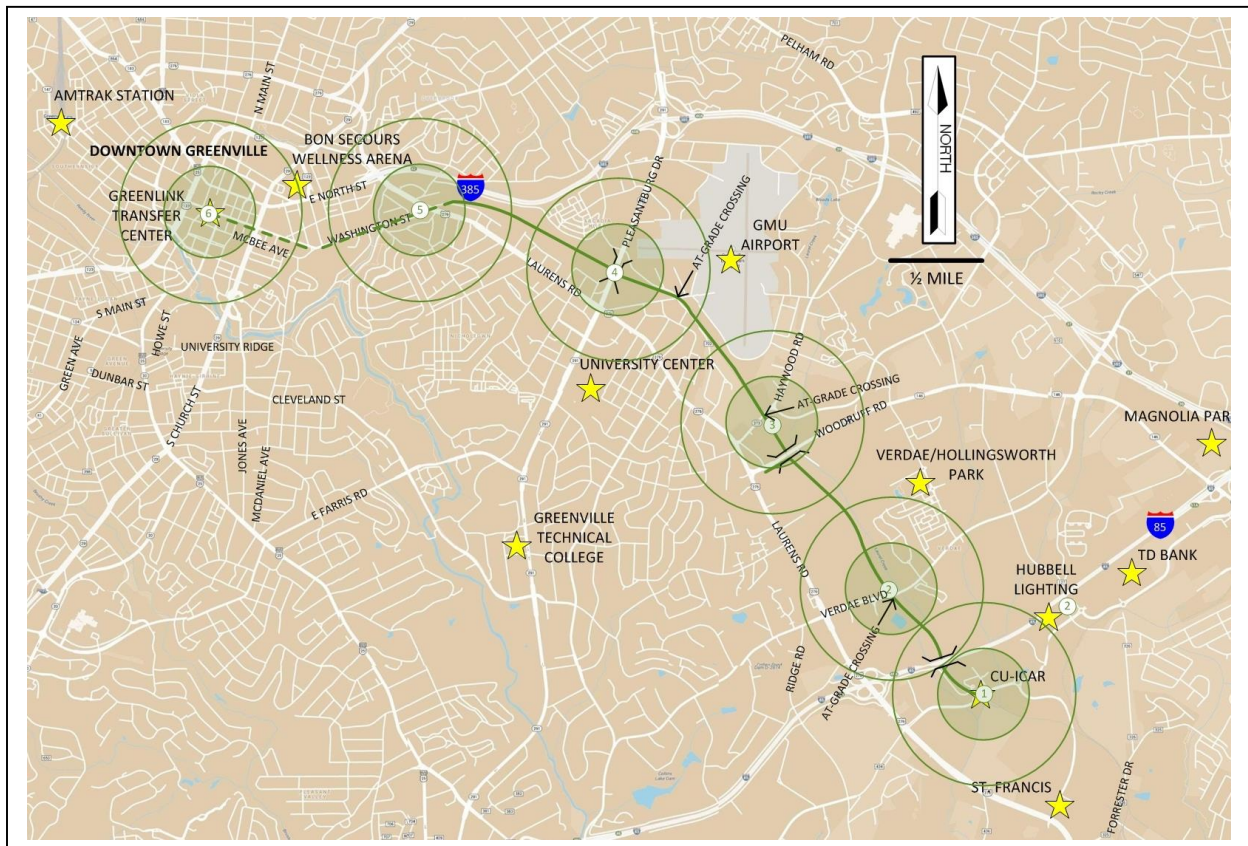 PELHAM RD
N MAIN ST
AMTRAK STATION
NORTH
BON SECOURS
WELLNESS ARENA
DOWNTOWN GREENVILLE
PLEASANTBURG DR
385
E NORTH ST
GREENLINK
TRANSFER
CENTER
6
5
WASHINGTON ST
MCBEE AVE
AT-GRADE CROSSING
GMU
AIRPORT
½ MILE
LAURENS RD
4
S MAIN ST
HOWE ST
UNIVERSITY RIDGE
GREEN AVE
DUNBAR ST
UNIVERSITY CENTER
HAYWOOD RD
AT-GRADE CROSSING
CLEVELAND ST
S CHURCH ST
3
WOODRUFF RD
MAGNOLIA PAR
JONES AVE
MCDANIEL AVE
VERDAE/HOLLINGSWORTH
PARK
E FARRIS RD
GREENVILLE
TECHNICAL
COLLEGE
LAURENS RD
85
TD BANK
HUBBELL
LIGHTING
2
2
VERDAE BLVD
RIDGE RD
AT-GRADE CROSSING
CU-ICAR
1
ST. FRANCIS
FORRESTER DR